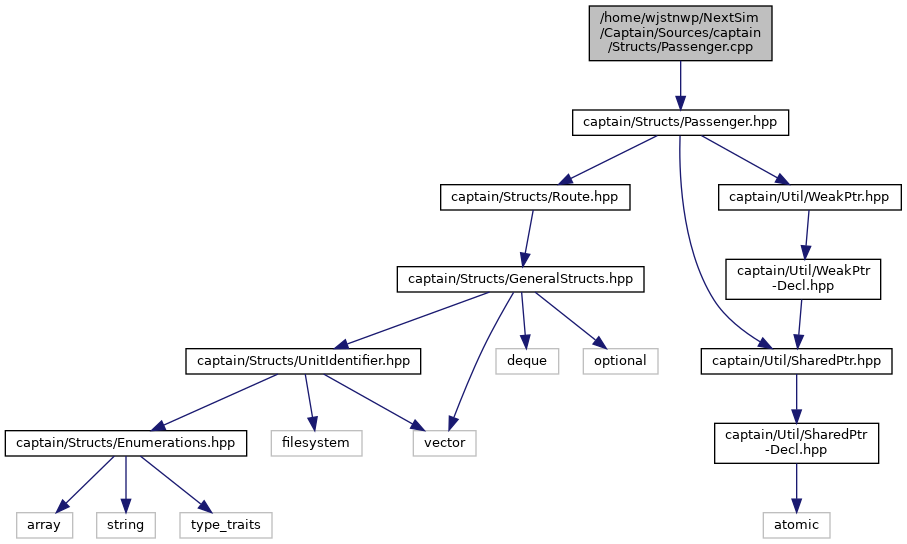 /home/wjstnwp/NextSim
/Captain/Sources/captain
/Structs/Passenger.cpp
captain/Structs/Passenger.hpp
captain/Structs/Route.hpp
captain/Util/WeakPtr.hpp
captain/Structs/GeneralStructs.hpp
captain/Util/WeakPtr
-Decl.hpp
captain/Structs/UnitIdentifier.hpp
deque
optional
captain/Util/SharedPtr.hpp
captain/Structs/Enumerations.hpp
filesystem
vector
captain/Util/SharedPtr
-Decl.hpp
array
string
type_traits
atomic